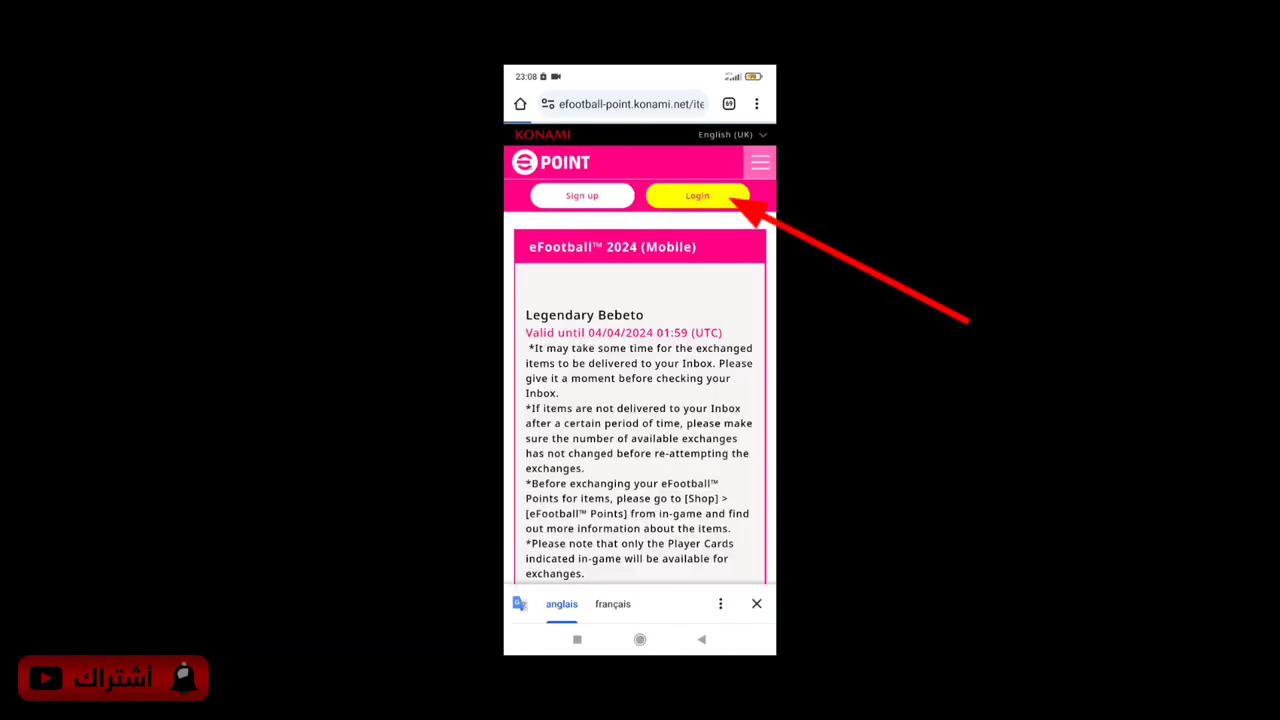 23:08
efootball-point.konami.net/ite
69
KONAMI
English (UK)
POINT
Sign up
Login
eFootball™ 2024 (Mobile)
Legendary Bebeto
Valid until 04/04/2024 01:59 (UTC)
*It may take some time for the exchanged
items to be delivered to your Inbox. Please
give it a moment before checking your
Inbox.
*If items are not delivered to your Inbox
after a certain period of time, please make
sure the number of available exchanges
has not changed before re-attempting the
exchanges.
*Before exchanging your eFootball™
Points for items, please go to [Shop] >
[eFootball™ Points] from in-game and find
out more information about the items.
*Please note that only the Player Cards
indicated in-game will be available for
exchanges.
anglais
français
أشتراك